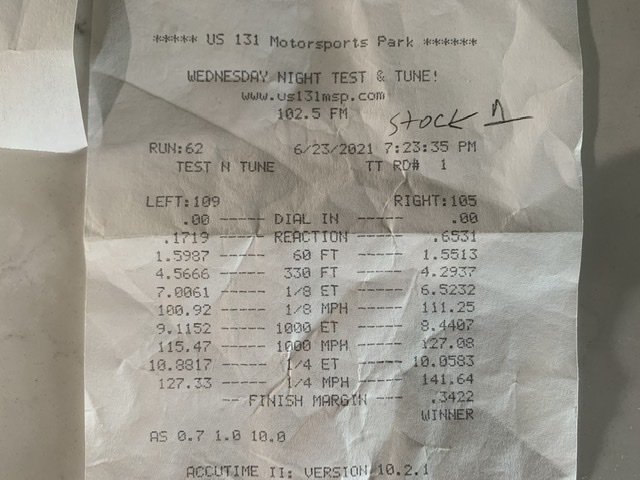 ***** US 131 Motorsports Park ******
WEDNESDAY NIGHT TEST & TUNE!
www.us131msp.com
102.5 FM
stock
RUN:62 6/23/2021 7:23:35 PM
TEST N TUNE TT RD# 1
LEFT:109 RIGHT:105
.00 ----- DIAL IN ----- .00
.1719 ----- REACTION ----- .6531
1.5987 ----- 60 FT ----- 1.5513
4.5666 ----- 330 FT ----- 4.2937
7.0061 ----- 1/8 ET ----- 6.5232
100.92 ----- 1/8 MPH ----- 111.25
9.1152 ----- 1000 ET ----- 8.4407
115.47 ----- 1000 MPH ----- 127.08
10.8817 ----- 1/4 ET ----- 10.0583
127.33 ----- 1/4 MPH ----- 141.64
-- FINISH MARGIN --- .3422
WINNER
AS 0.7 1.0 10.0
ACCUTIME II: VERSION 10.2.1